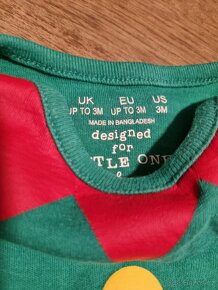 UK EU US
UP TO 3M UP TO 3M 3M
MADE IN BANGLADESH
designed
for
TLE ONE